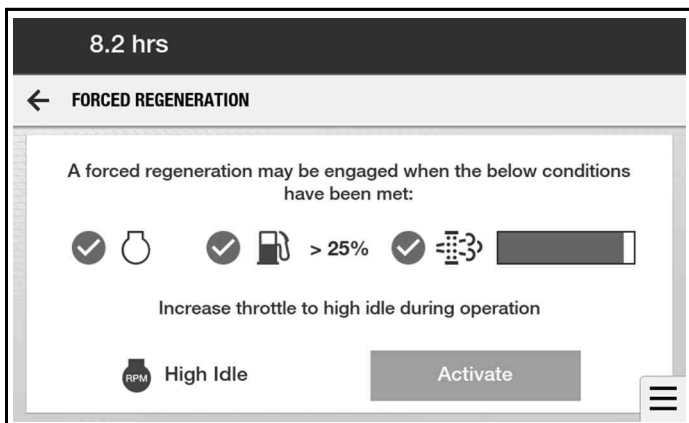 8.2 hrs
FORCED REGENERATION
A forced regeneration may be engaged when the below conditions
have been met:
> 25%
Increase throttle to high idle during operation
RPM High Idle
Activate